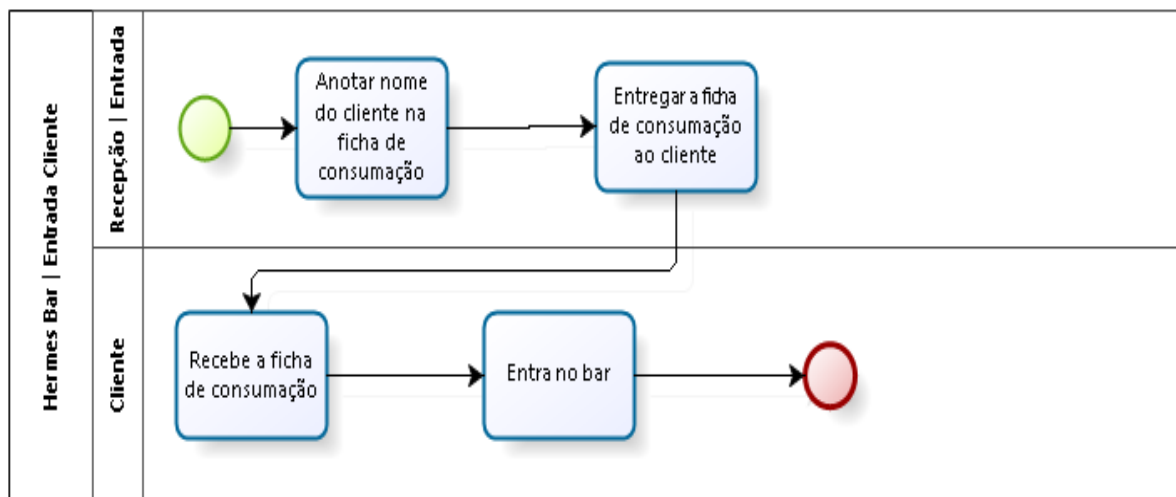 Hermes Bar | Entrada Cliente
Recepção | Entrada
Anotar nome
do cliente na
ficha de
consumação
Entregar a ficha
de consumação
ao cliente
Cliente
Recebe a ficha
de consumação
Entra no bar